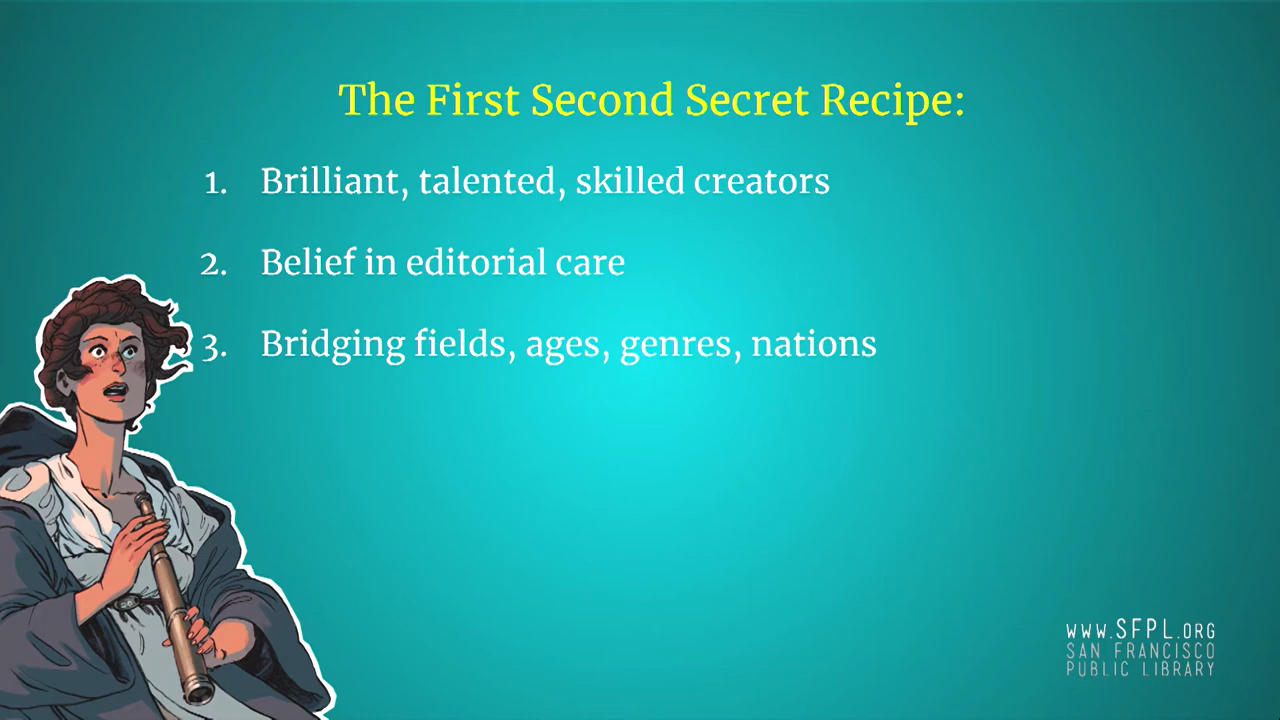 The First Second Secret Recipe:
1. Brilliant, talented, skilled creators
2. Belief in editorial care
3. Bridging fields, ages, genres, nations
WWW.SFPL.ORG
SAN FRANCISCO
PUBLIC LIBRARY